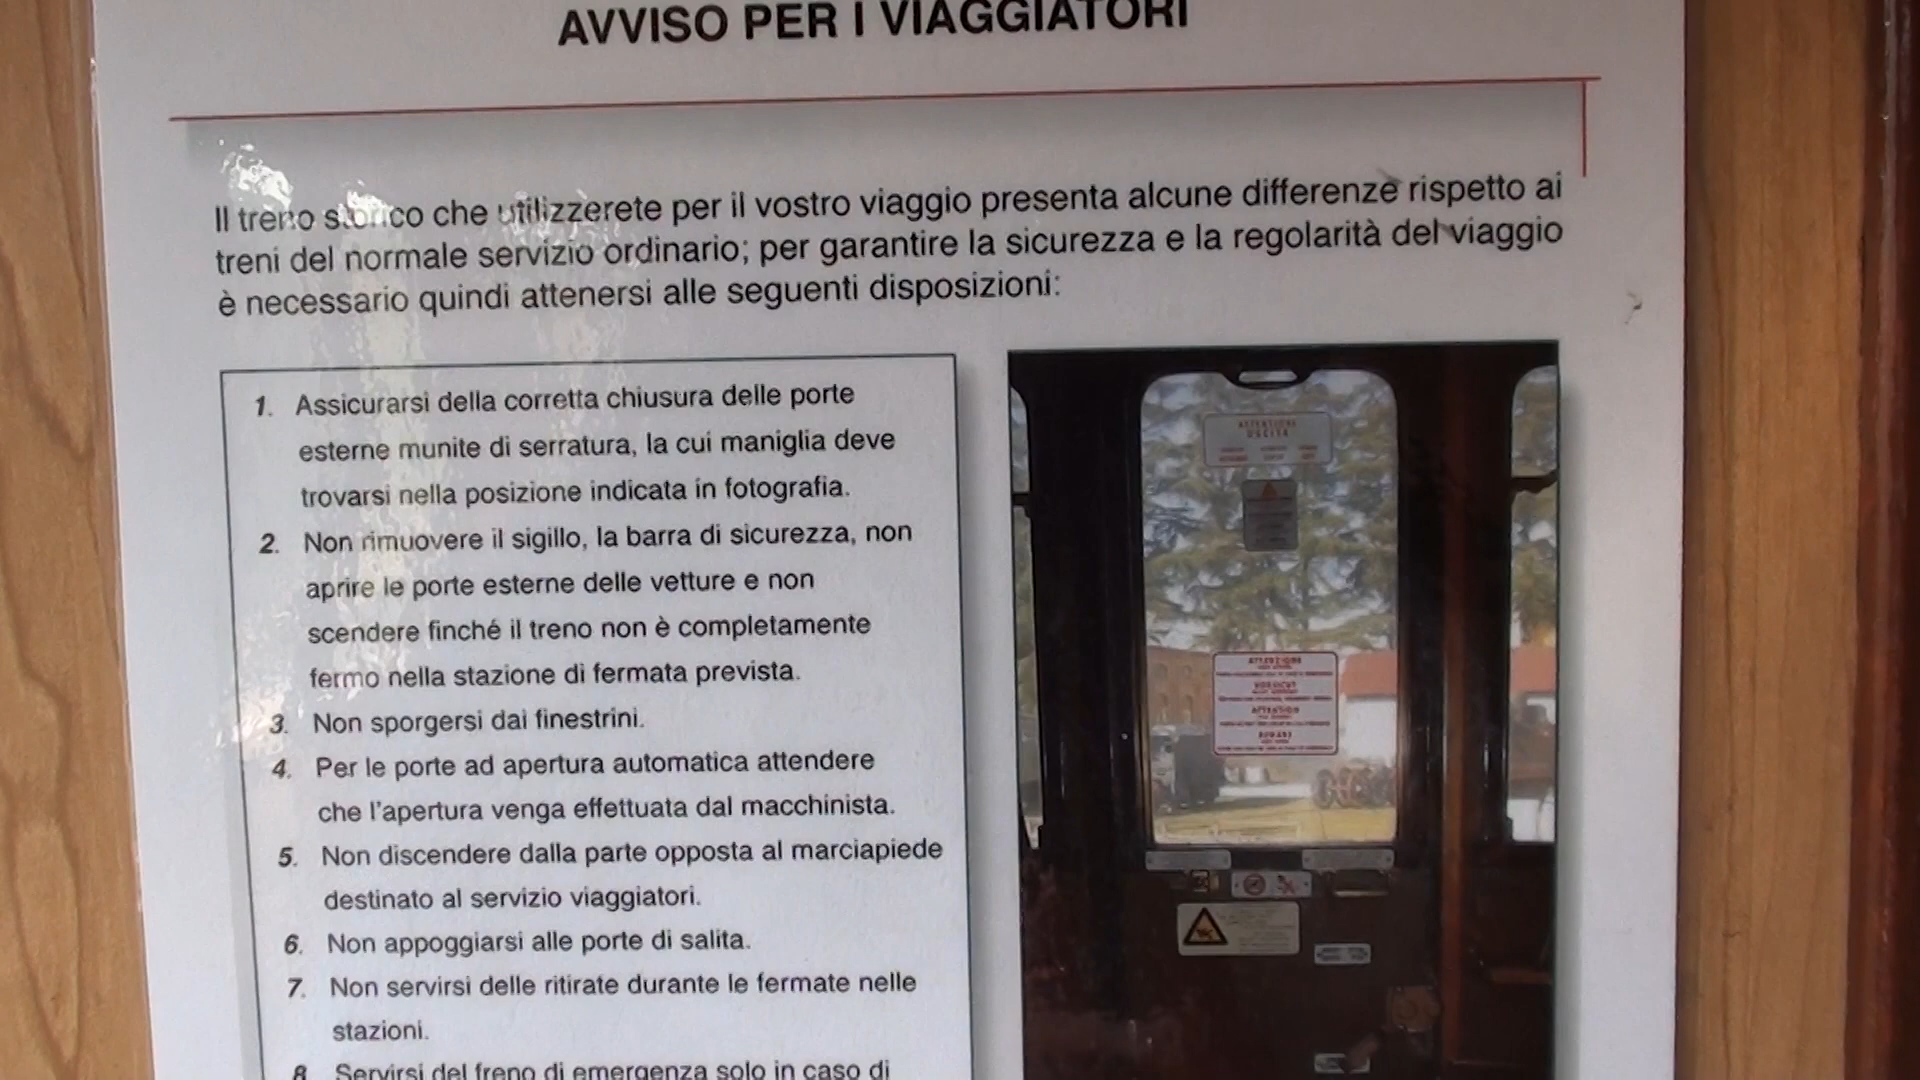 AVVISO PER I VIAGGIATORI
Il treno storico che utilizzerete per il vostro viaggio presenta alcune differenze rispetto ai
treni del normale servizio ordinario; per garantire la sicurezza e la regolarità del viaggio
è necessario quindi attenersi alle seguenti disposizioni:
1. Assicurarsi della corretta chiusura delle porte
esterne munite di serratura, la cui maniglia deve
trovarsi nella posizione indicata in fotografia.
2. Non rimuovere il sigillo, la barra di sicurezza, non
aprire le porte esterne delle vetture e non
scendere finché il treno non è completamente
fermo nella stazione di fermata prevista.
3. Non sporgersi dai finestrini.
4. Per le porte ad apertura automatica attendere
che l'apertura venga effettuata dal macchinista.
5. Non discendere dalla parte opposta al marciapiede
destinato al servizio viaggiatori.
6. Non appoggiarsi alle porte di salita.
7. Non servirsi delle ritirate durante le fermate nelle
stazioni.
8. Servirsi del freno di emergenza solo in caso di
ATTENZIONE
USCITA